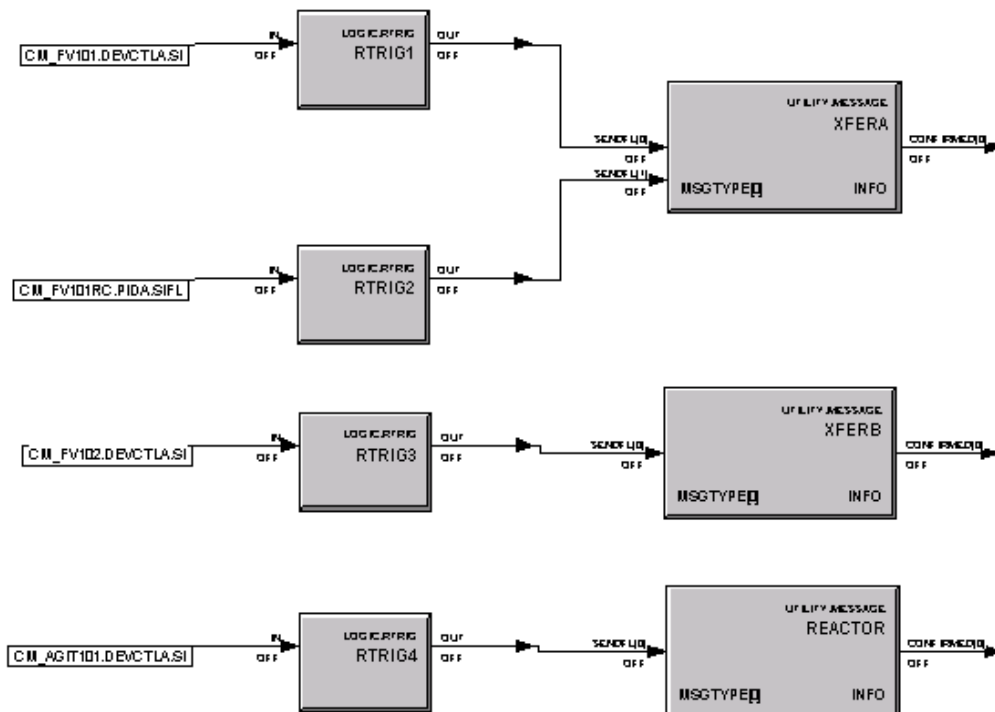 LOGIC.RTRIG
IN
OUT
CM_FV101.DEVCTLA.SI
OFF
RTRIG1
OFF
UTILITY.MESSAGE
XFERA
SENDFL[0]
CONFIRMED[0]
OFF
OFF
SENDFL[1]
OFF
MSGTYPE[]
INFO
LOGIC.RTRIG
IN
OUT
CM_FV101RC.PIDA.SIFL
OFF
RTRIG2
OFF
UTILITY.MESSAGE
XFERB
LOGIC.RTRIG
IN
OUT
SENDFL[0]
CONFIRMED[0]
CM_FV102.DEVCTLA.SI
OFF
RTRIG3
OFF
OFF
OFF
MSGTYPE[]
INFO
UTILITY.MESSAGE
REACTOR
LOGIC.RTRIG
IN
OUT
SENDFL[0]
CONFIRMED[0]
CM_AGIT101.DEVCTLA.SI
OFF
RTRIG4
OFF
OFF
OFF
MSGTYPE[]
INFO